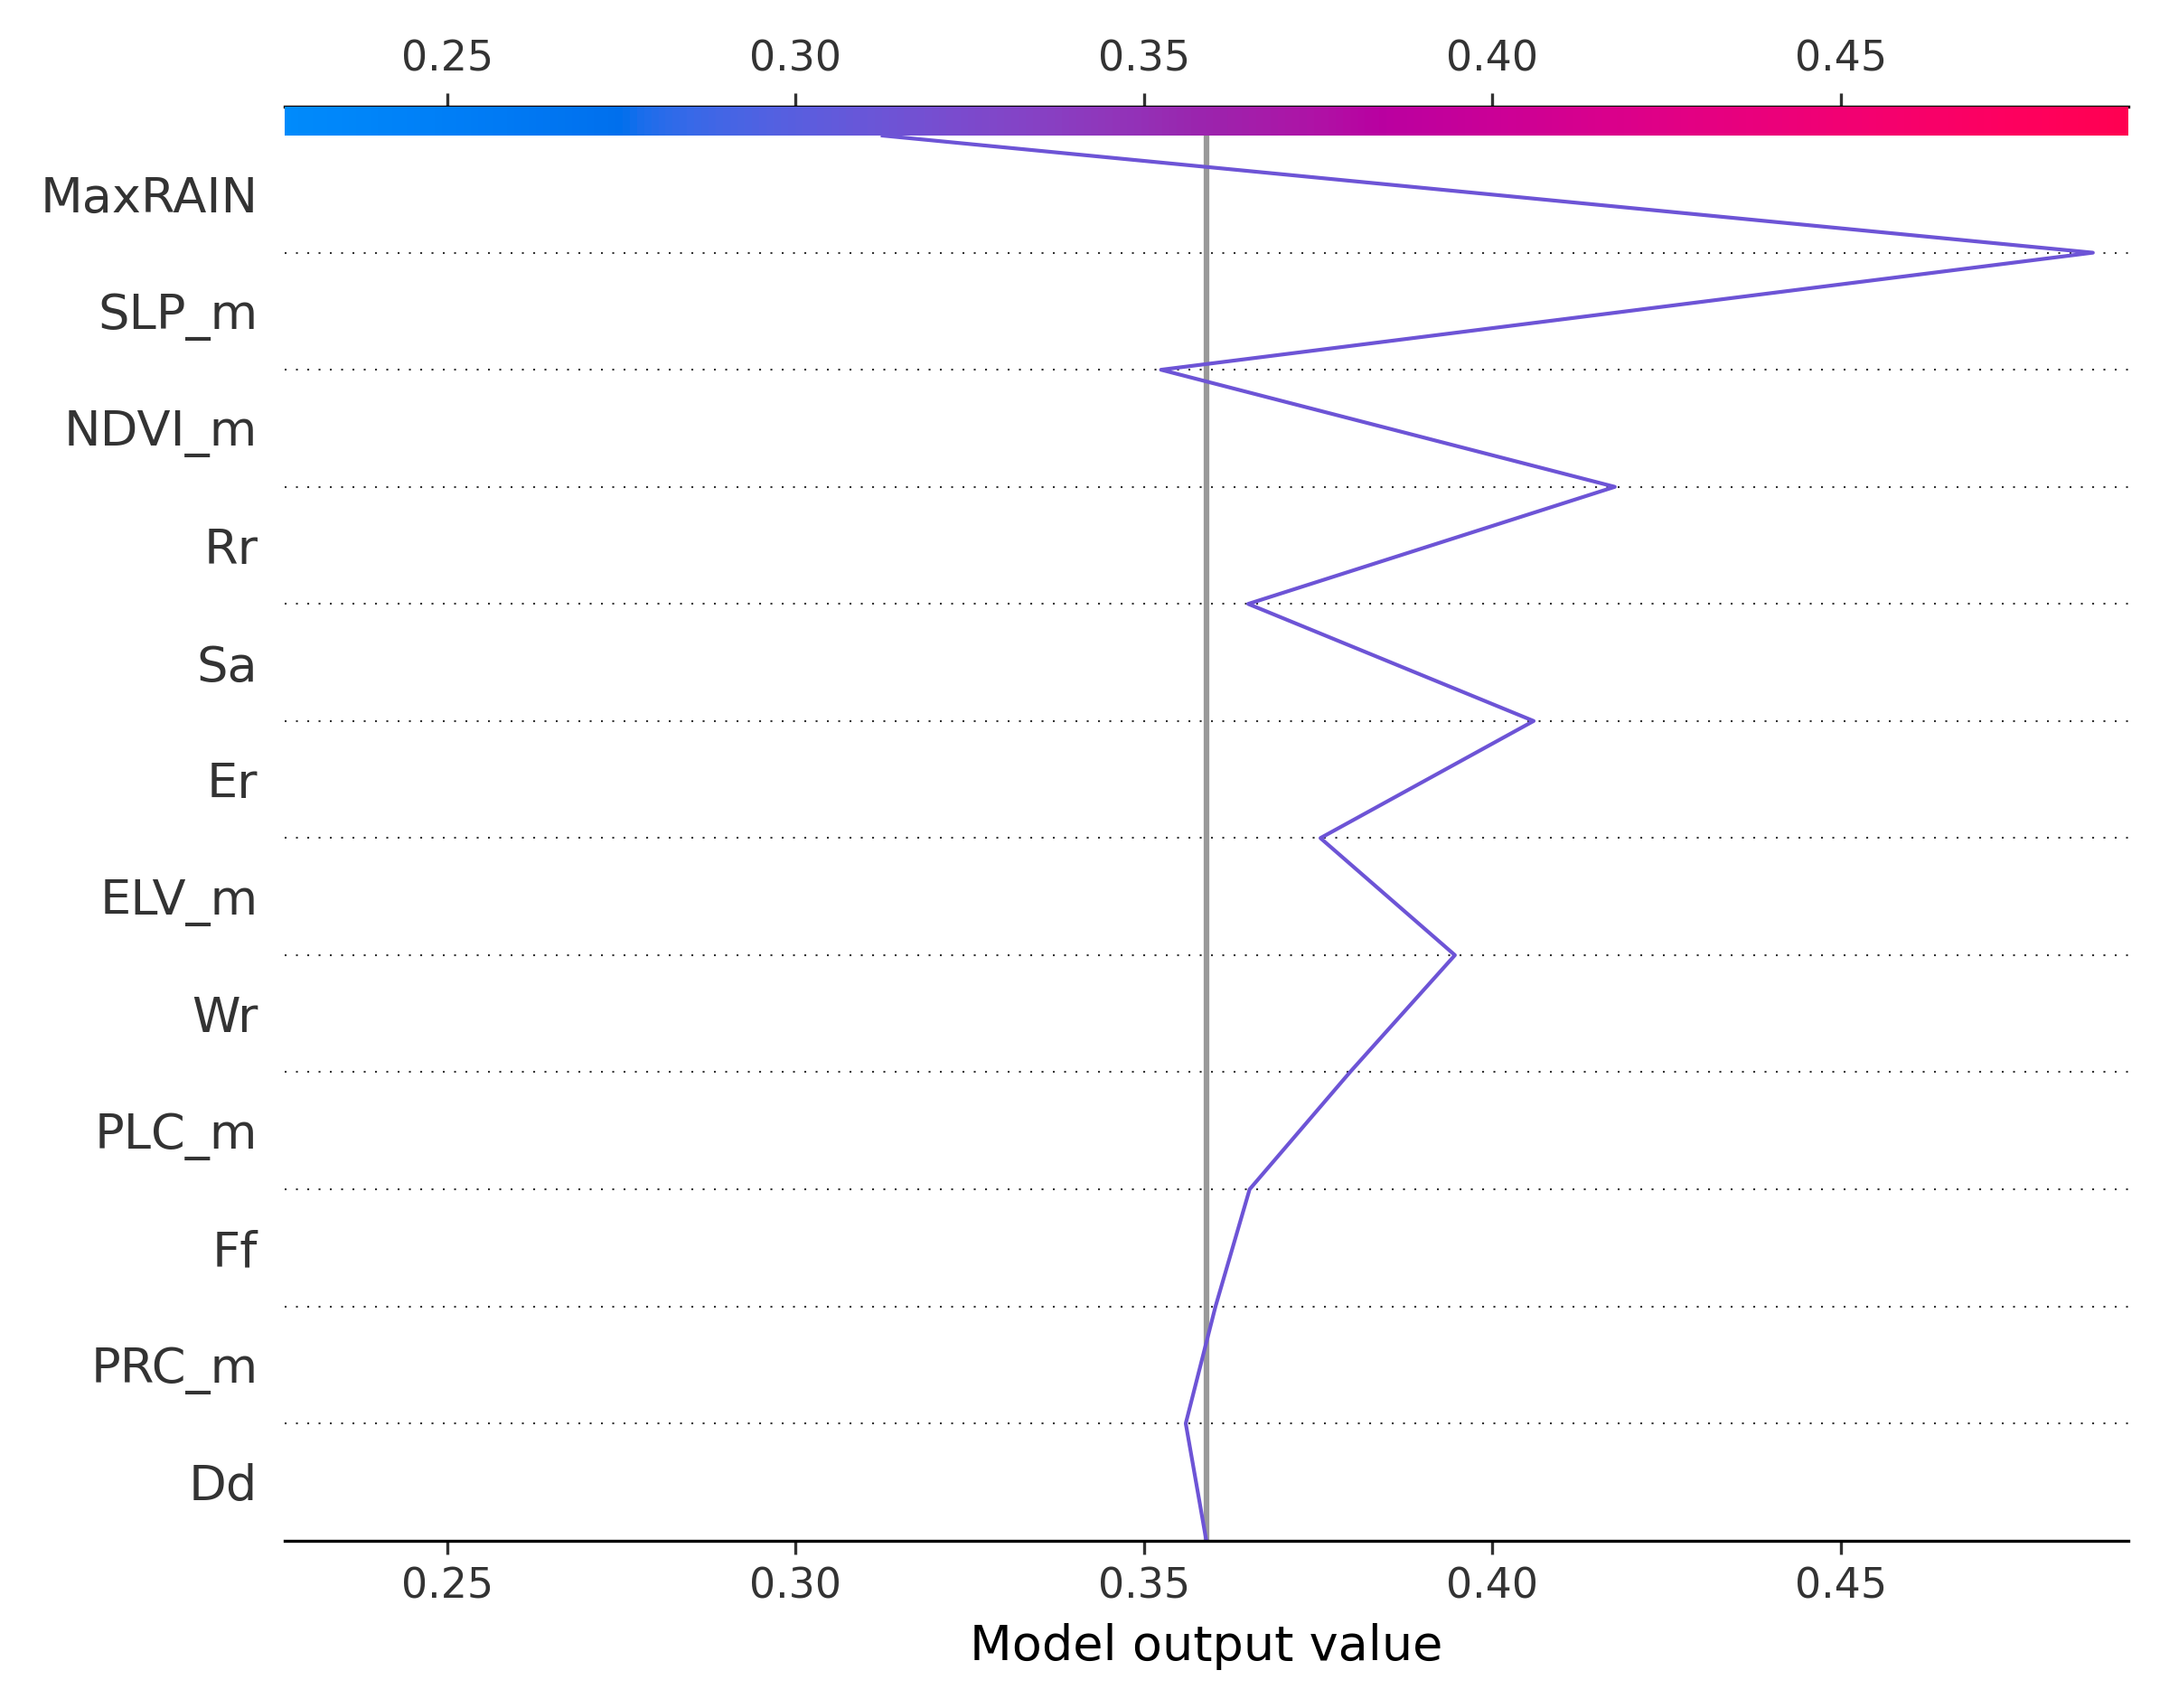 0.25 0.30 0.35 0.40 0.45
MaxRAIN
SLP_m
NDVI_m
Rr
Sa
Er
ELV_m
Wr
PLC_m
Ff
PRC_m
Dd
0.25 0.30 0.35 0.40 0.45
Model output value